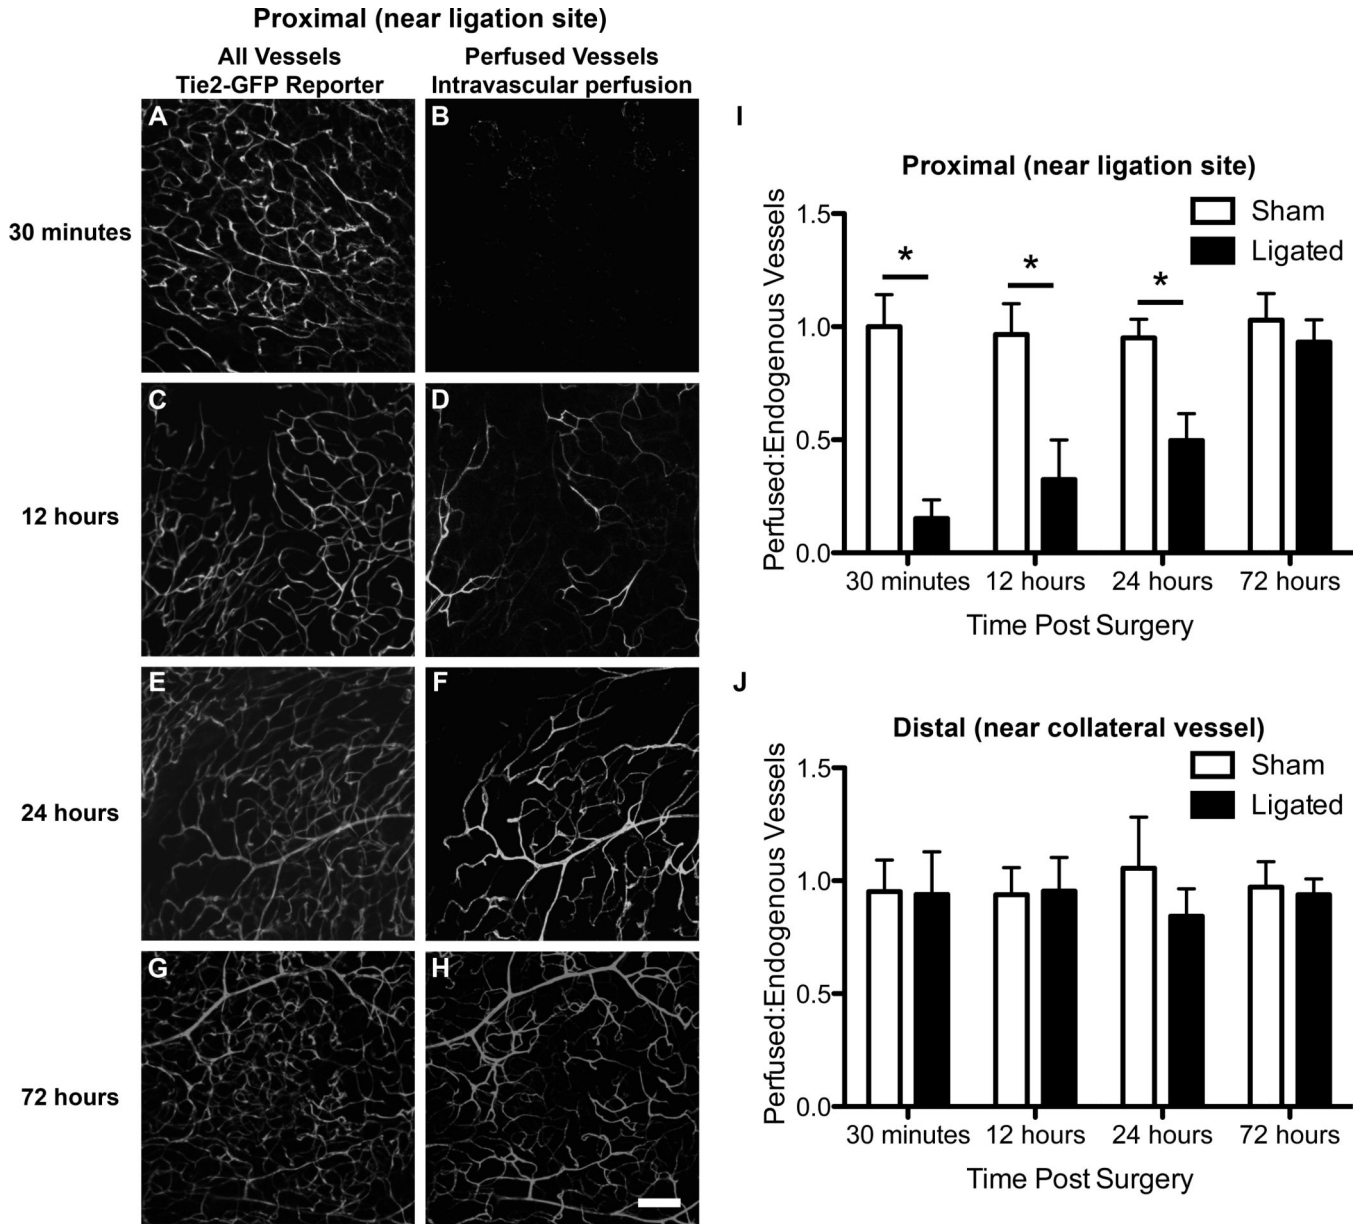 Proximal (near ligation site)
All Vessels
Tie2-GFP Reporter
Perfused Vessels
Intravascular perfusion
30 minutes
A
B
12 hours
C
D
24 hours
E
F
72 hours
G
H
I
Proximal (near ligation site)
Perfused:Endogenous Vessels
1.5
1.0
0.5
0.0
Sham
Ligated
*
*
*
30 minutes 12 hours 24 hours 72 hours
Time Post Surgery
J
Distal (near collateral vessel)
Perfused:Endogenous Vessels
1.5
1.0
0.5
0.0
Sham
Ligated
30 minutes 12 hours 24 hours 72 hours
Time Post Surgery